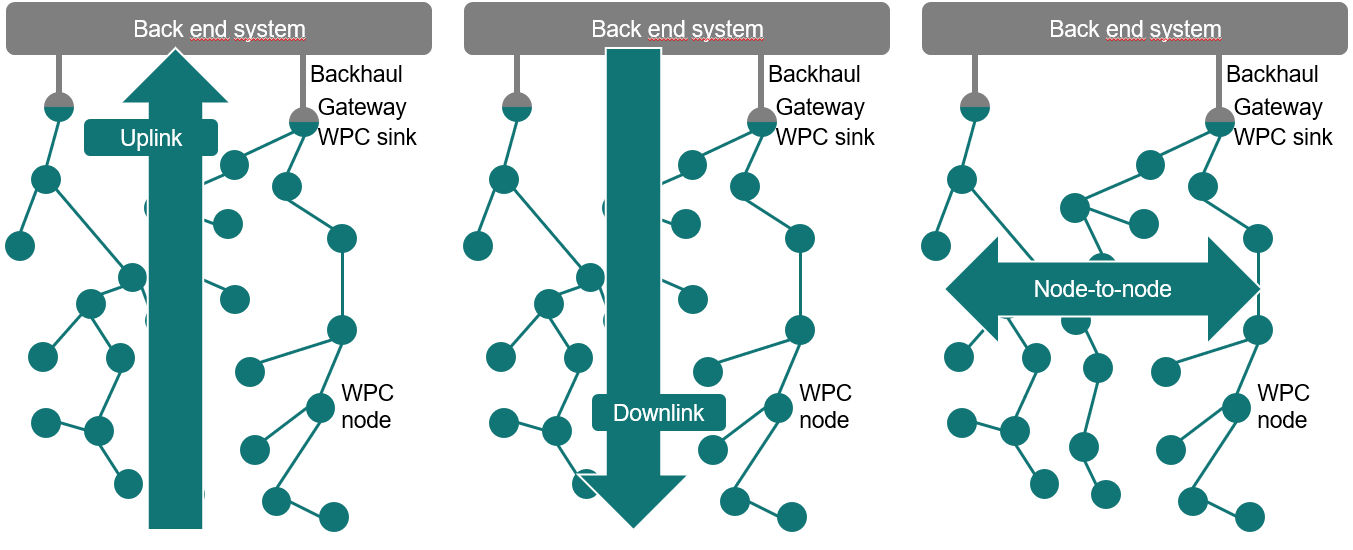 Back end system
Backhaul
Gateway
WPC sink
Uplink
WPC
node
Back end system
Backhaul
Gateway
WPC sink
WPC
node
Downlink
Back end system
Backhaul
Gateway
WPC sink
Node-to-node
WPC
node